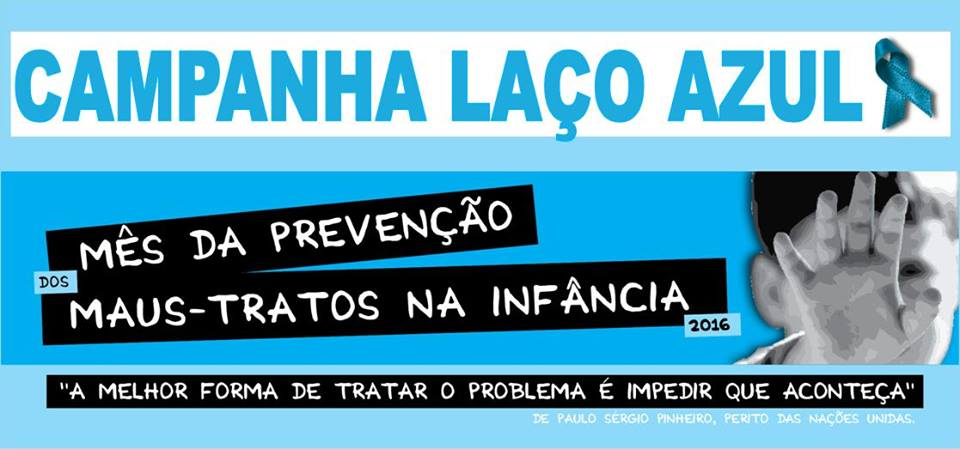 CAMPANHA LAÇO AZUL
MÊS DA PREVENÇÃO
DOS
MAUS-TRATOS NA INFÂNCIA
2016
"A MELHOR FORMA DE TRATAR O PROBLEMA É IMPEDIR QUE ACONTEÇA"
DE PAULO SÉRGIO PINHEIRO, PERITO DAS NAÇÕES UNIDAS.